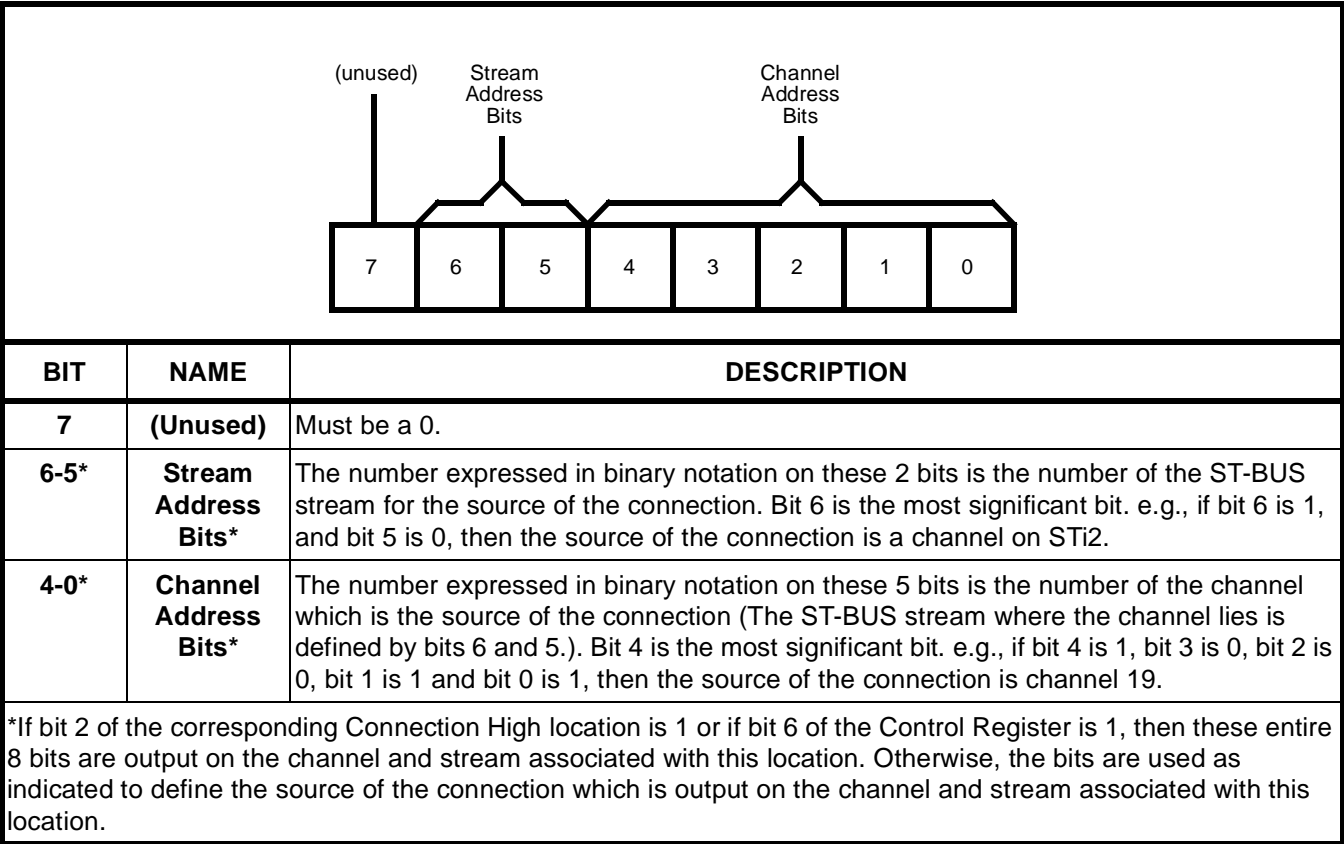 (unused)
Stream
Address
Bits
Channel
Address
Bits
7 6 5 4 3 2 1 0
BIT NAME DESCRIPTION
7 (Unused) Must be a 0.
6-5* Stream
Address
Bits*
The number expressed in binary notation on these 2 bits is the number of the ST-BUS
stream for the source of the connection. Bit 6 is the most significant bit. e.g., if bit 6 is 1,
and bit 5 is 0, then the source of the connection is a channel on STi2.
4-0* Channel
Address
Bits*
The number expressed in binary notation on these 5 bits is the number of the channel
which is the source of the connection (The ST-BUS stream where the channel lies is
defined by bits 6 and 5.). Bit 4 is the most significant bit. e.g., if bit 4 is 1, bit 3 is 0, bit 2 is
0, bit 1 is 1 and bit 0 is 1, then the source of the connection is channel 19.
*If bit 2 of the corresponding Connection High location is 1 or if bit 6 of the Control Register is 1, then these entire
8 bits are output on the channel and stream associated with this location. Otherwise, the bits are used as
indicated to define the source of the connection which is output on the channel and stream associated with this
location.